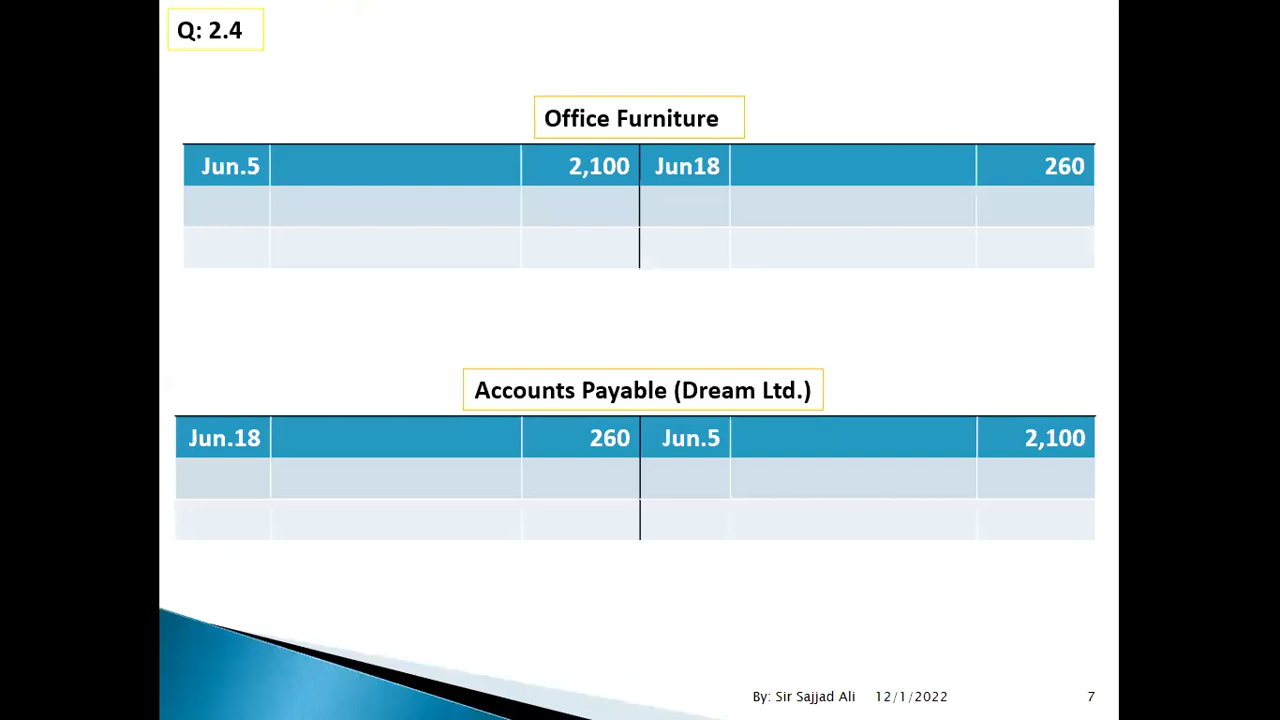 Q: 2.4
Office Furniture
Jun.5 2,100 Jun18 260
Accounts Payable (Dream Ltd.)
Jun.18 260 Jun.5 2,100
By: Sir Sajjad Ali 12/1/2022 7